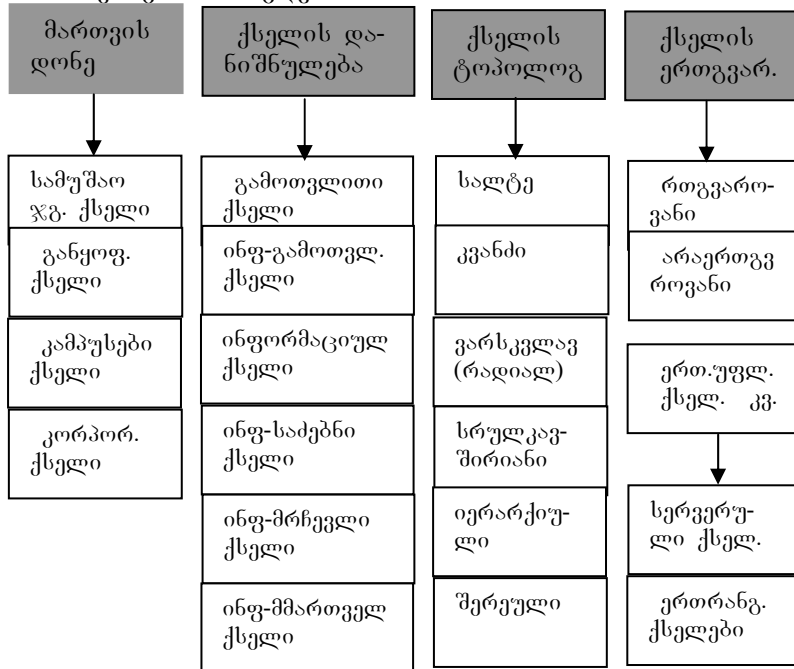 მართვის
დონე
ქსელის და-
ნიშნულება
ქსელის
ტოპოლოგ
ქსელის
ერთგვარ.
სამუშაო
ჯგ. ქსელი
განყოფ.
ქსელი
კამპუსები
ქსელი
კორპორ.
ქსელი
გამოთვლითი
ქსელი
ინფ-გამოთვლ.
ქსელი
ინფორმაციულ
ქსელი
ინფ-საძებნი
ქსელი
ინფ-მრჩევლი
ქსელი
ინფ-მმართველ
ქსელი
სალტე
კვანძი
ვარსკვლავ
(რადიალ)
სრულკავ-
შირიანი
იერარქიუ-
ლი
შერეული
რთგვარო-
ვანი
არაერთგვ
როვანი
ერთ.უფლ.
ქსელ. კვ.
სერვერუ-
ლი ქსელ.
ერთრანგ.
ქსელები